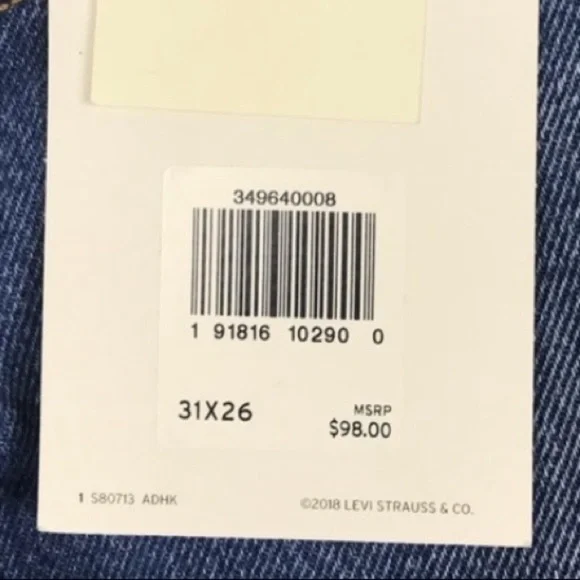 349640008
1 91816 10290 0
31X26
MSRP
$98.00
1 S80713 ADHK
©2018 LEVI STRAUSS & CO.